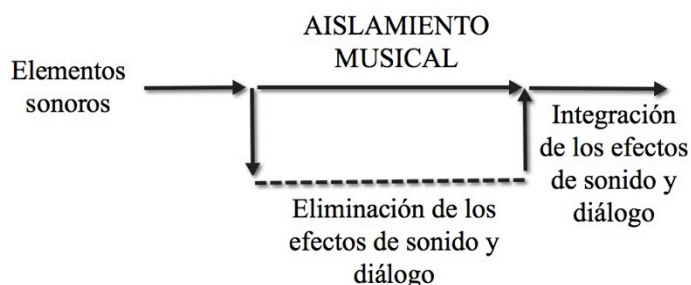 AISLAMIENTO
MUSICAL
Elementos
sonoros
Integración
de los efectos
de sonido y
diálogo
Eliminación de los
efectos de sonido y
diálogo